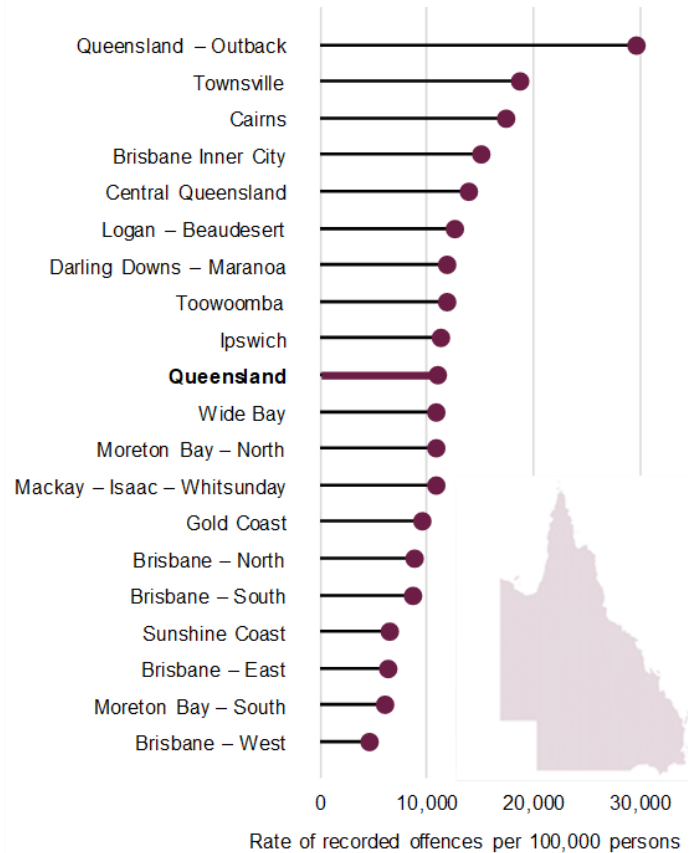 Queensland – Outback
Townsville
Cairns
Brisbane Inner City
Central Queensland
Logan – Beaudesert
Darling Downs – Maranoa
Toowoomba
Ipswich
Queensland
Wide Bay
Moreton Bay – North
Mackay – Isaac – Whitsunday
Gold Coast
Brisbane – North
Brisbane – South
Sunshine Coast
Brisbane – East
Moreton Bay – South
Brisbane – West
0 10,000 20,000 30,000
Rate of recorded offences per 100,000 persons